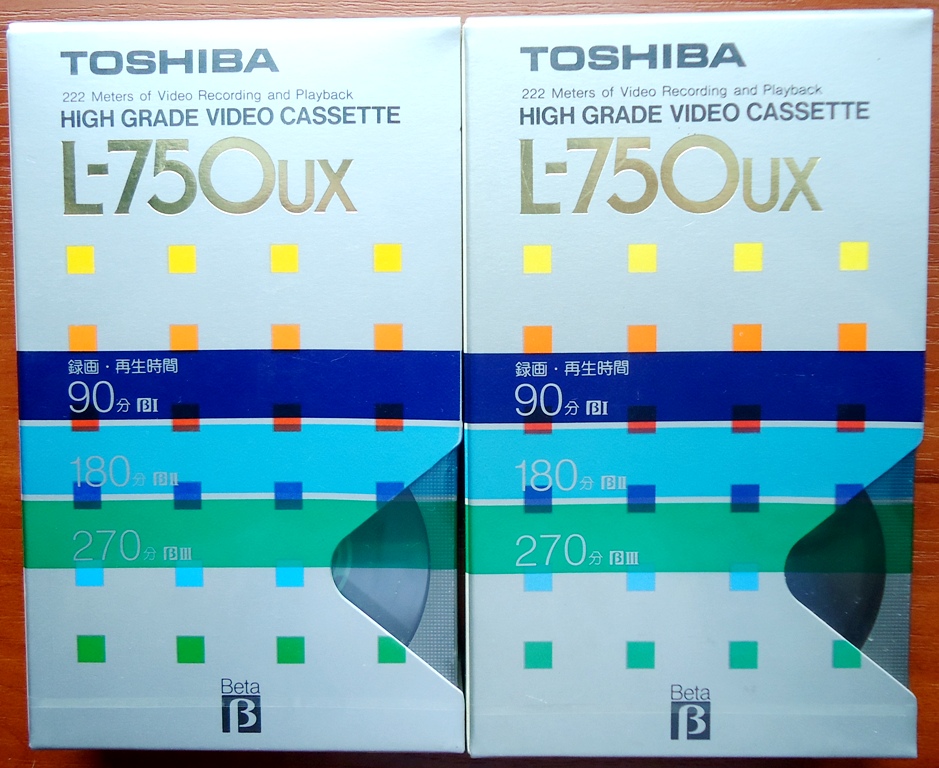 TOSHIBA
222 Meters of Video Recording and Playback
HIGH GRADE VIDEO CASSETTE
L-750UX
録画・再生時間
90分 βI
180分 βII
270分 βIII
Beta
β
TOSHIBA
222 Meters of Video Recording and Playback
HIGH GRADE VIDEO CASSETTE
L-750UX
録画・再生時間
90分 βI
180分 βII
270分 βIII
Beta
β